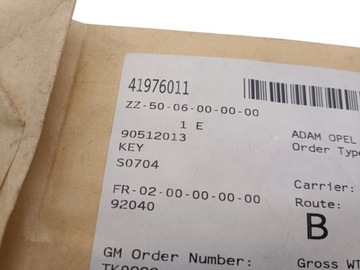 41976011
ZZ-50-06-00-00-00
1 E
90512013
KEY
S0704
FR-02-00-00-00-00
92040
ADAM OPEL
Order Type
Carrier:
Route:
B
GM Order Number:
Gross WT